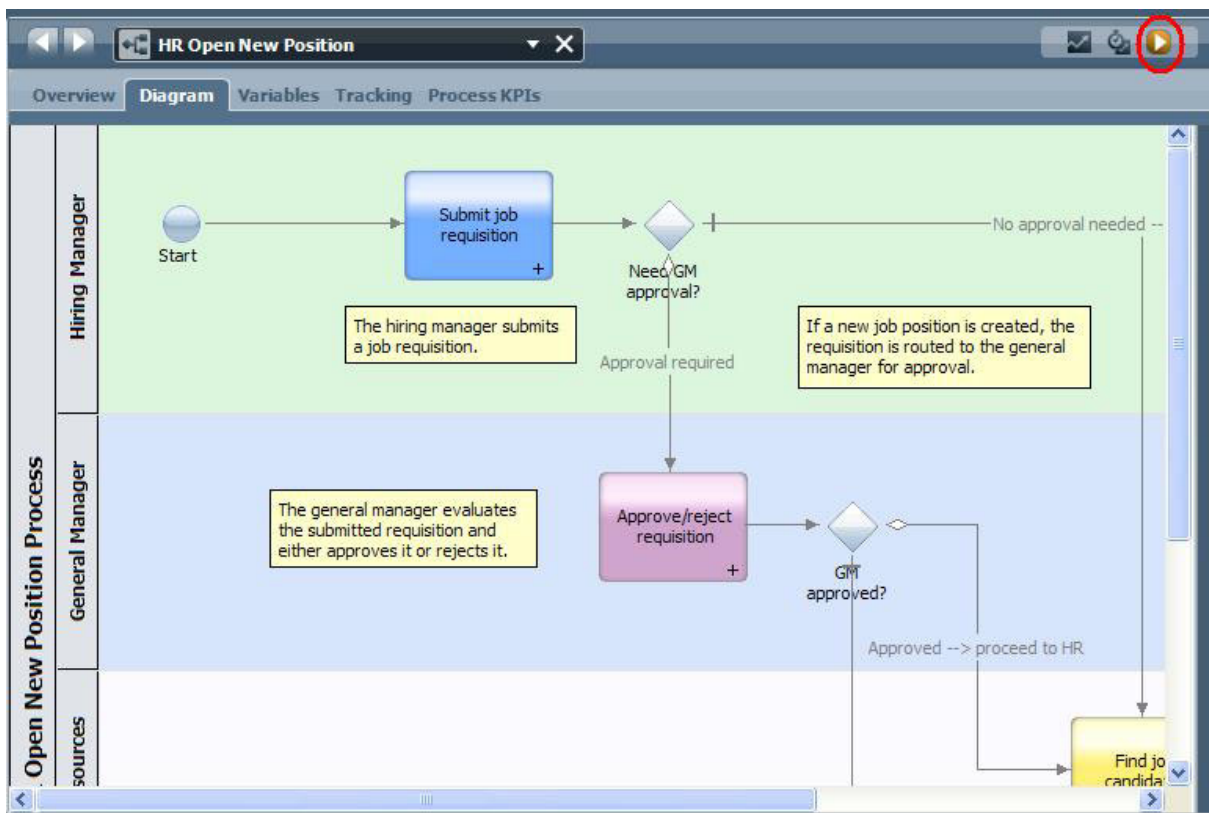 HR Open New Position
Overview
Diagram
Variables
Tracking
Process KPIs
Open New Position Process
Hiring Manager
Start
Submit job
requisition
+
Need GM
approval?
No approval needed --
The hiring manager submits
a job requisition.
If a new job position is created, the
requisition is routed to the general
manager for approval.
Approval required
General Manager
The general manager evaluates
the submitted requisition and
either approves it or rejects it.
Approve/reject
requisition
+
GM
approved?
Approved --> proceed to HR
sources
Find jo
candida